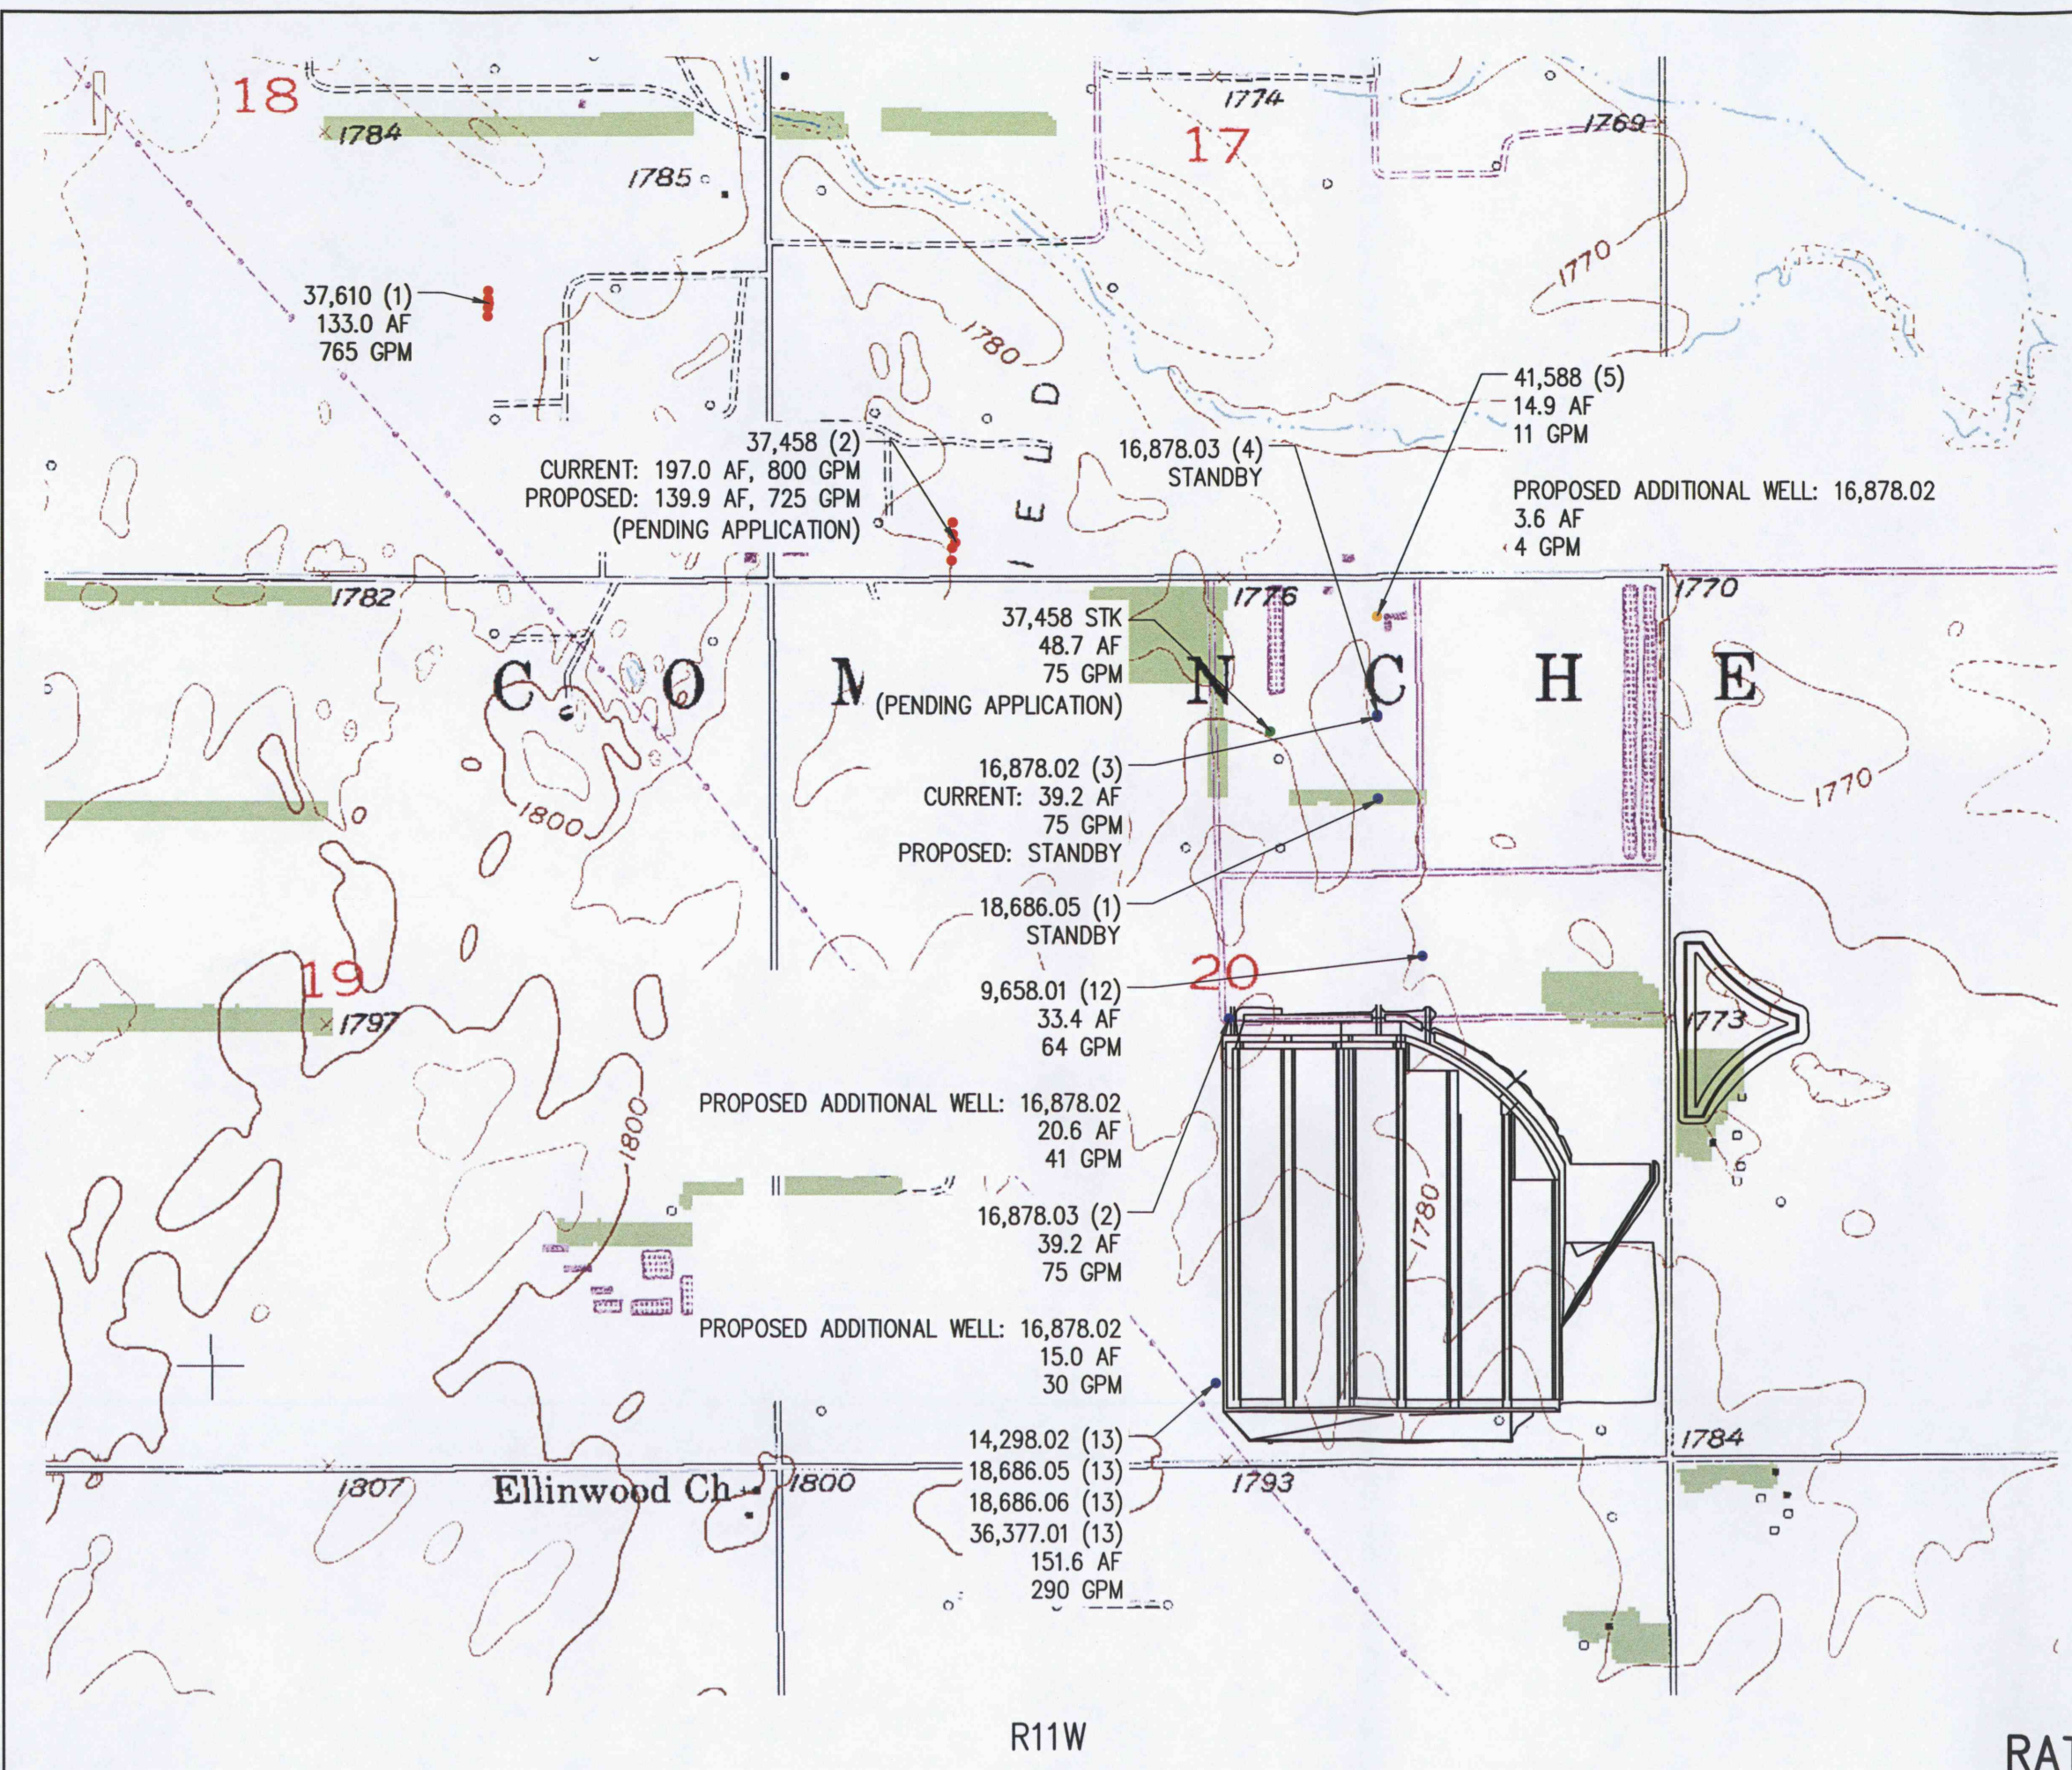 18
1784
1785
1774
17
1769
1770
37,610 (1)
133.0 AF
765 GPM
1780
I E L D
37,458 (2)
CURRENT: 197.0 AF, 800 GPM
PROPOSED: 139.9 AF, 725 GPM
(PENDING APPLICATION)
16,878.03 (4)
STANDBY
41,588 (5)
14.9 AF
11 GPM
PROPOSED ADDITIONAL WELL: 16,878.02
3.6 AF
4 GPM
1782
1776
1770
37,458 STK
48.7 AF
75 GPM
(PENDING APPLICATION)
C O M N C H E
16,878.02 (3)
CURRENT: 39.2 AF
75 GPM
PROPOSED: STANDBY
1800
1770
18,686.05 (1)
STANDBY
19
1797
20
9,658.01 (12)
33.4 AF
64 GPM
1773
PROPOSED ADDITIONAL WELL: 16,878.02
20.6 AF
41 GPM
1800
16,878.03 (2)
39.2 AF
75 GPM
1780
PROPOSED ADDITIONAL WELL: 16,878.02
15.0 AF
30 GPM
14,298.02 (13)
18,686.05 (13)
18,686.06 (13)
36,377.01 (13)
151.6 AF
290 GPM
1784
1807
Ellinwood Ch
1800
1793
R11W
RAT